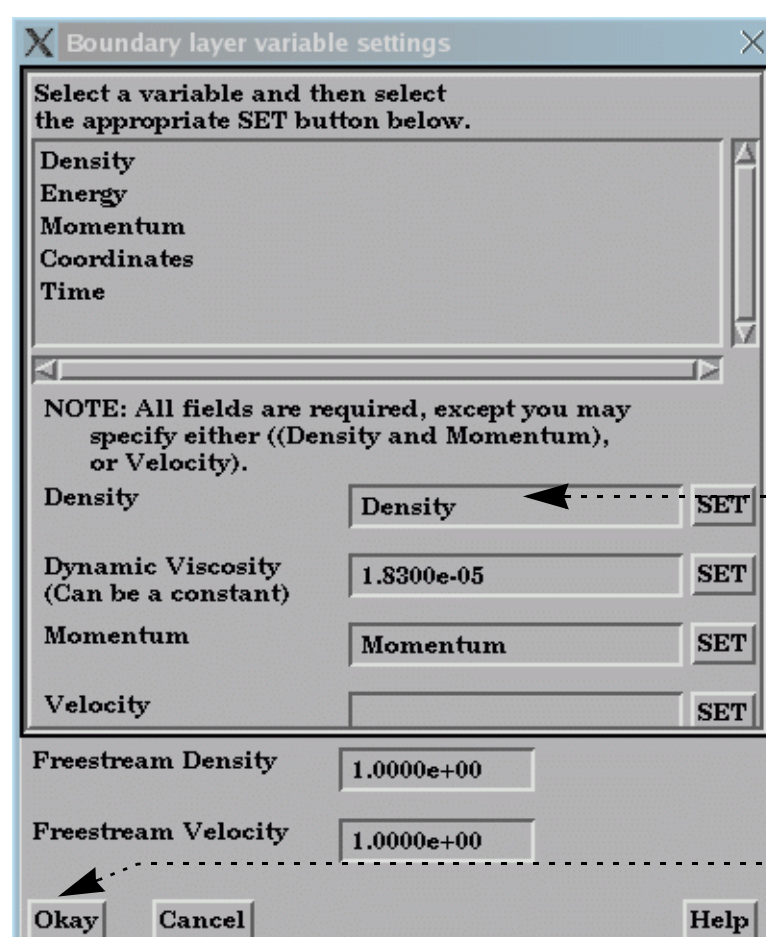 X Boundary layer variable settings
Select a variable and then select
the appropriate SET button below.
Density
Energy
Momentum
Coordinates
Time
NOTE: All fields are required, except you may
specify either ((Density and Momentum),
or Velocity).
Density Density SET
Dynamic Viscosity
(Can be a constant) 1.8300e-05 SET
Momentum Momentum SET
Velocity SET
Freestream Density 1.0000e+00
Freestream Velocity 1.0000e+00
Okay Cancel Help